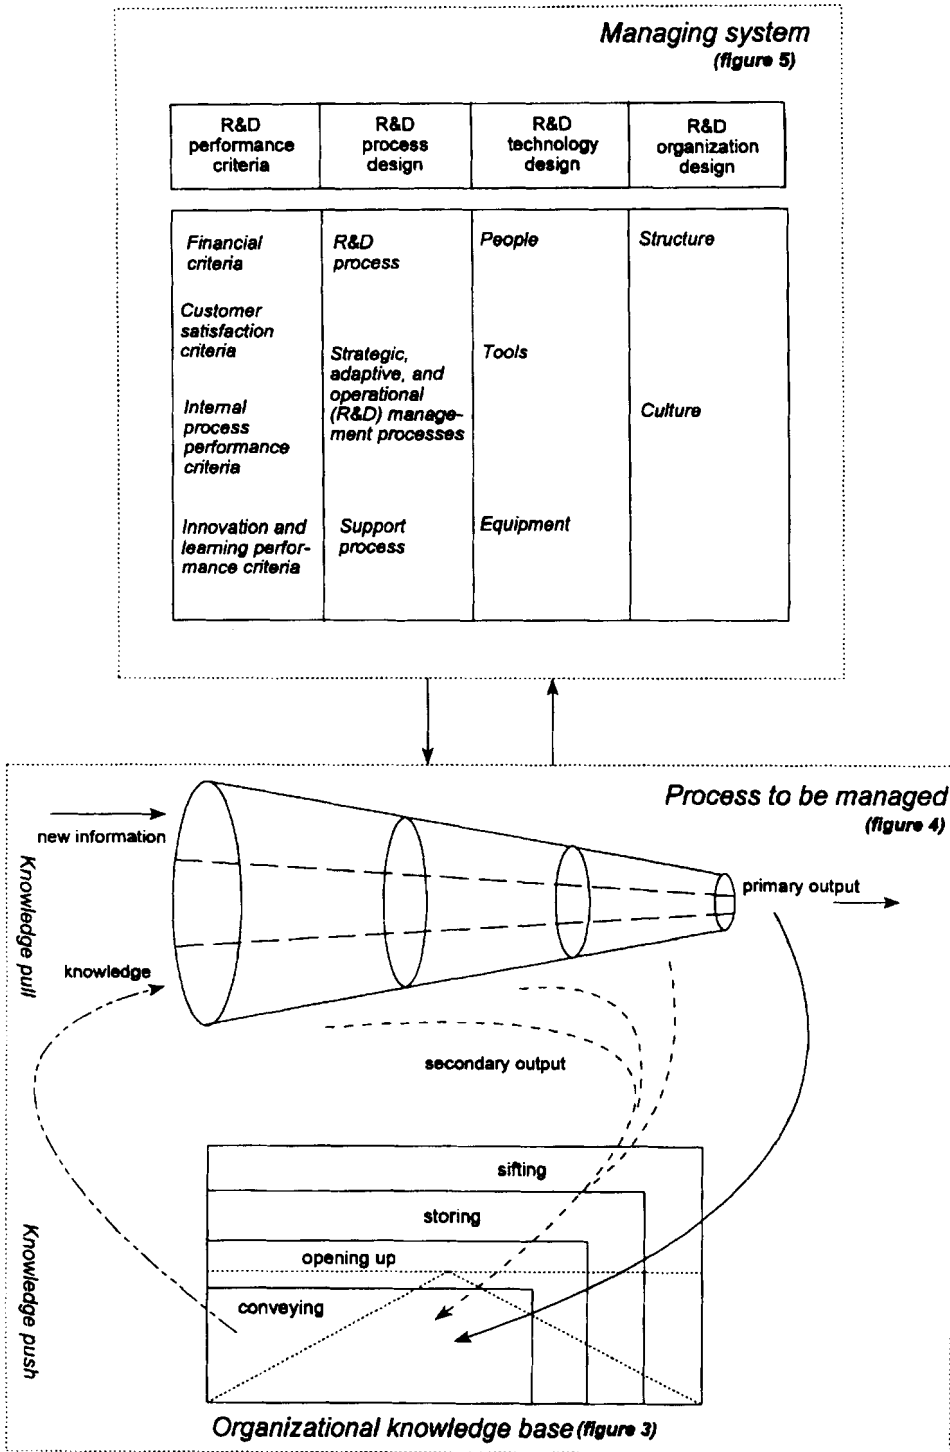 Managing system
(figure 5)
R&D
performance
criteria
R&D
process
design
R&D
technology
design
R&D
organization
design
Financial
criteria
Customer
satisfaction
criteria
Internal
process
performance
criteria
Innovation and
learning perfor-
mance criteria
R&D
process
Strategic,
adaptive, and
operational
(R&D) manage-
ment processes
Support
process
People
Tools
Equipment
Structure
Culture
Process to be managed
(figure 4)
new information
Knowledge pull
knowledge
primary output
secondary output
Knowledge push
sifting
storing
opening up
conveying
Organizational knowledge base (figure 3)